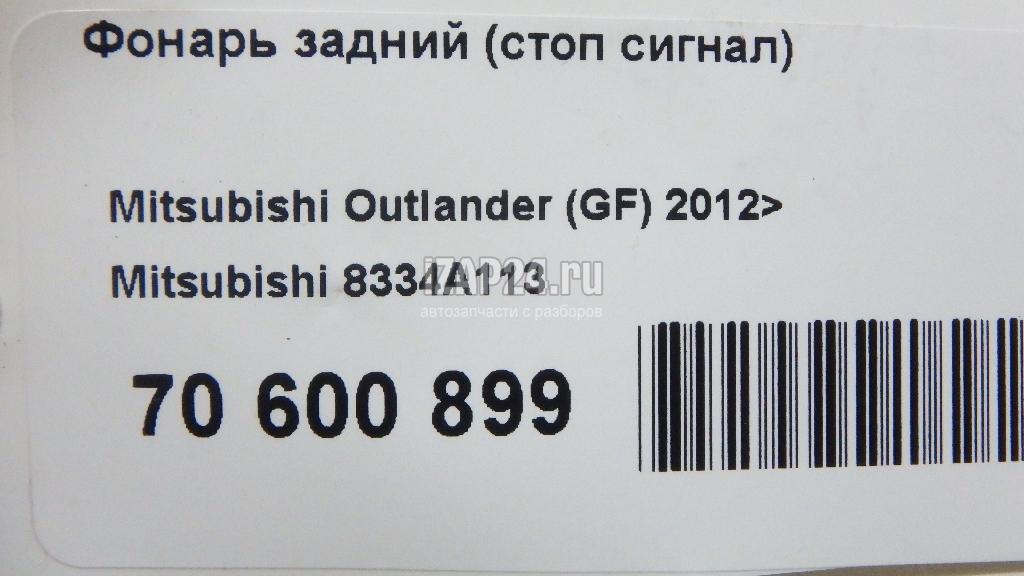 Фонарь задний (стоп сигнал)
Mitsubishi Outlander (GF) 2012>
Mitsubishi 8334A113
iZAP24.ru
автозапчасти с разборов
70 600 899